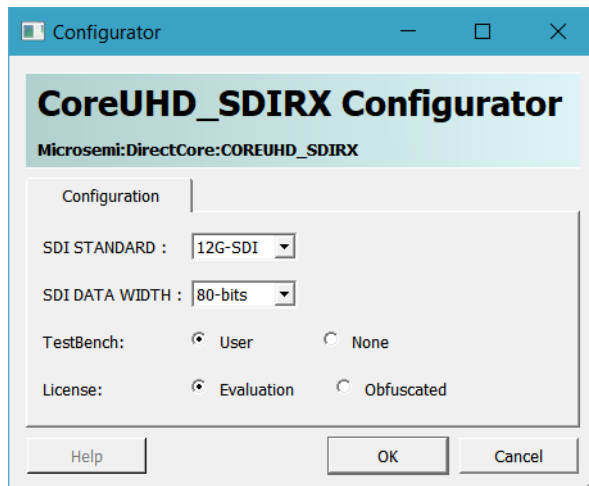 Configurator
CoreUHD_SDIRX Configurator
Microsemi:DirectCore:COREUHD_SDIRX
Configuration
SDI STANDARD : 12G-SDI
SDI DATA WIDTH : 80-bits
TestBench: User None
License: Evaluation Obfuscated
Help OK Cancel